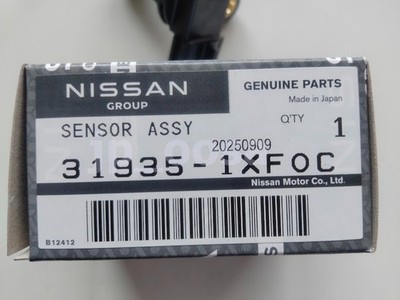 NISSAN
GROUP
GENUINE PARTS
Made in Japan
SENSOR ASSY
Q'TY 1
20250909
31935-1XF0C
Nissan Motor Co., Ltd.
B12412